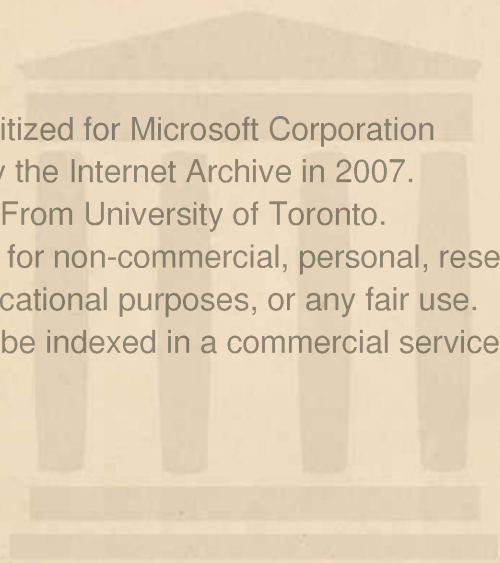 itized for Microsoft Corporation
y the Internet Archive in 2007.
From University of Toronto.
for non-commercial, personal, rese
cational purposes, or any fair use.
be indexed in a commercial service